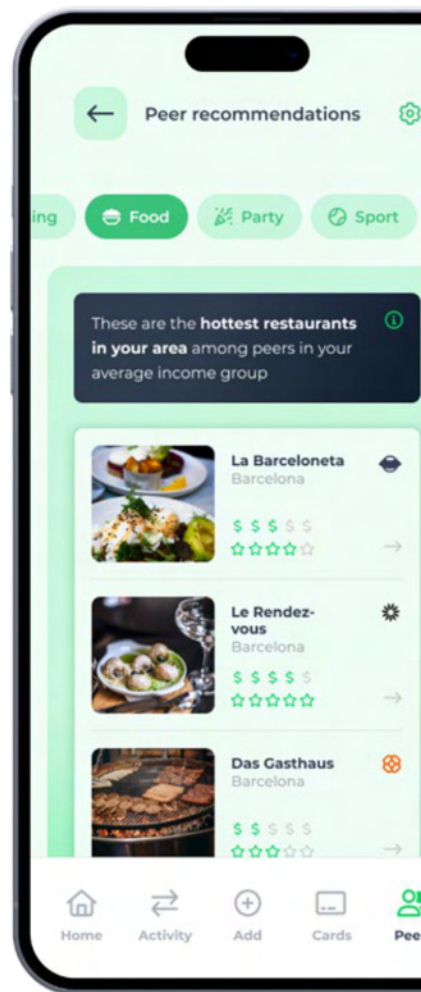 Peer recommendations
ing
Food
Party
Sport
These are the hottest restaurants
in your area among peers in your
average income group
La Barceloneta
Barcelona
$ $ $ $ $
Le Rendez-
vous
Barcelona
$ $ $ $ $
Das Gasthaus
Barcelona
$ $ $ $ $
Home
Activity
Add
Cards
Pee